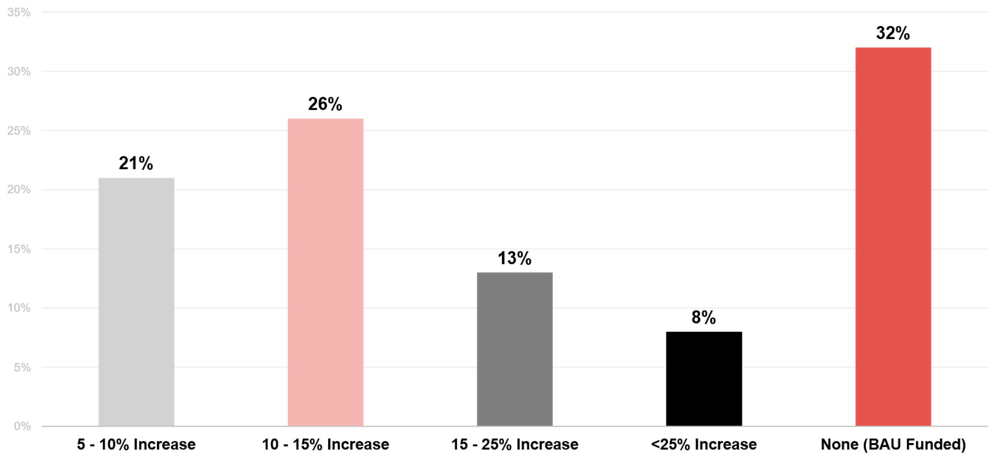 35%
32%
30%
26%
25%
21%
20%
15%
13%
10%
8%
5%
0%
5 - 10% Increase
10 - 15% Increase
15 - 25% Increase
<25% Increase
None (BAU Funded)